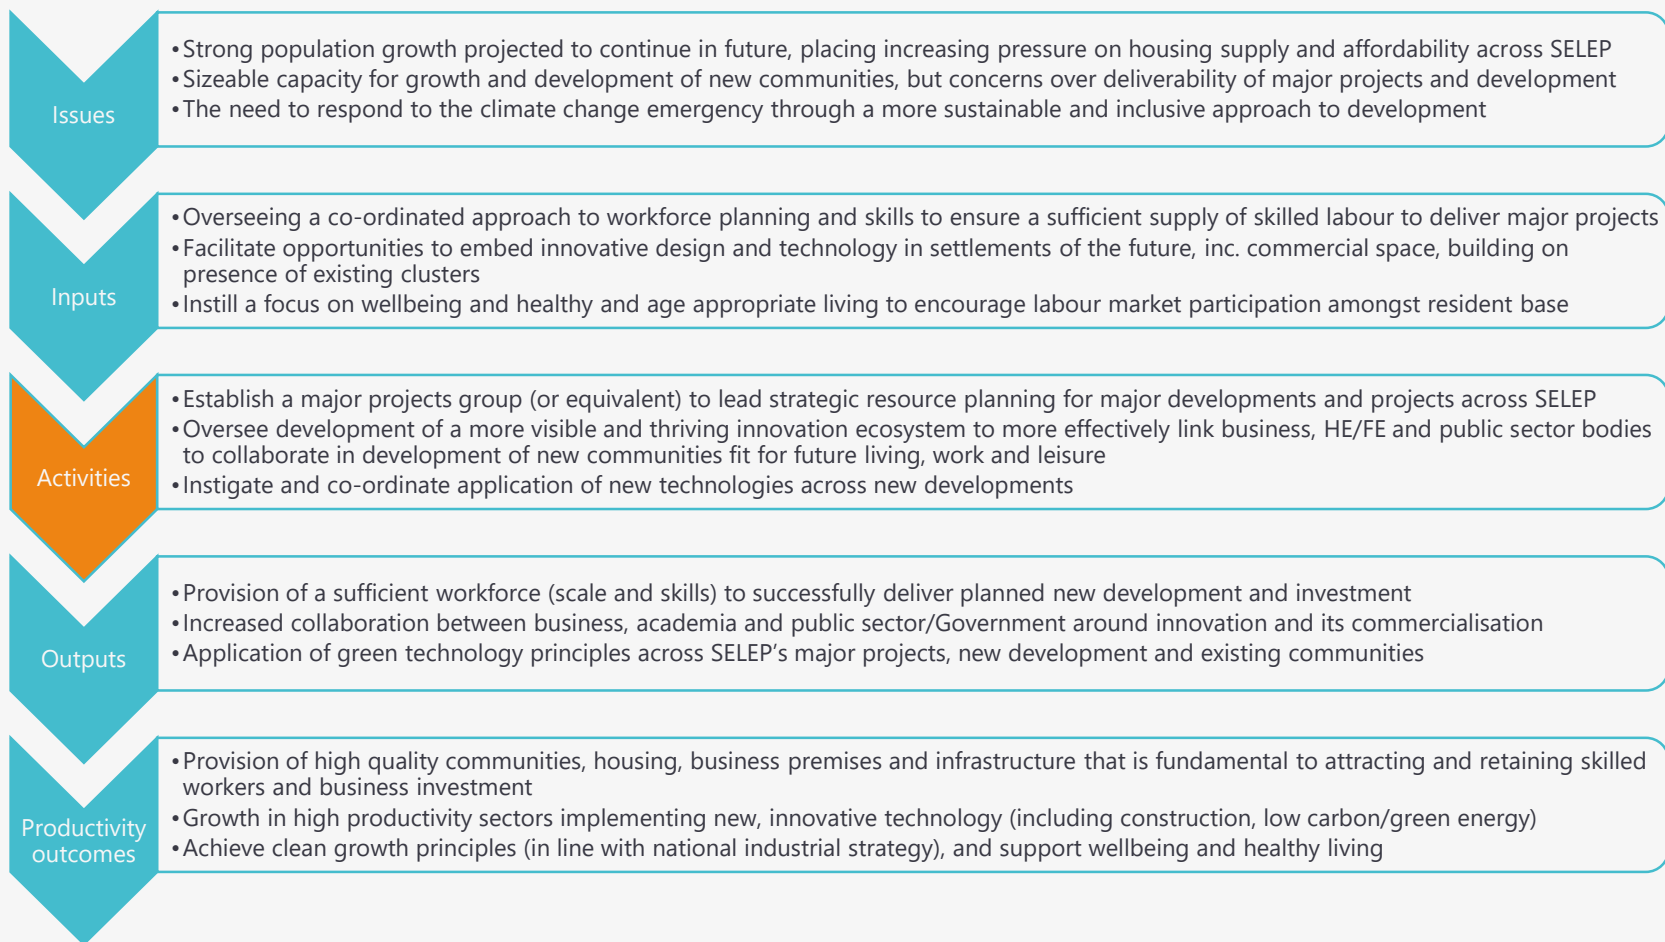 Issues
•Strong population growth projected to continue in future, placing increasing pressure on housing supply and affordability across SELEP
•Sizeable capacity for growth and development of new communities, but concerns over deliverability of major projects and development
•The need to respond to the climate change emergency through a more sustainable and inclusive approach to development
Inputs
•Overseeing a co-ordinated approach to workforce planning and skills to ensure a sufficient supply of skilled labour to deliver major projects
•Facilitate opportunities to embed innovative design and technology in settlements of the future, inc. commercial space, building on
presence of existing clusters
•Instill a focus on wellbeing and healthy and age appropriate living to encourage labour market participation amongst resident base
Activities
•Establish a major projects group (or equivalent) to lead strategic resource planning for major developments and projects across SELEP
•Oversee development of a more visible and thriving innovation ecosystem to more effectively link business, HE/FE and public sector bodies
to collaborate in development of new communities fit for future living, work and leisure
•Instigate and co-ordinate application of new technologies across new developments
Outputs
•Provision of a sufficient workforce (scale and skills) to successfully deliver planned new development and investment
•Increased collaboration between business, academia and public sector/Government around innovation and its commercialisation
•Application of green technology principles across SELEP's major projects, new development and existing communities
Productivity
outcomes
•Provision of high quality communities, housing, business premises and infrastructure that is fundamental to attracting and retaining skilled
workers and business investment
•Growth in high productivity sectors implementing new, innovative technology (including construction, low carbon/green energy)
•Achieve clean growth principles (in line with national industrial strategy), and support wellbeing and healthy living